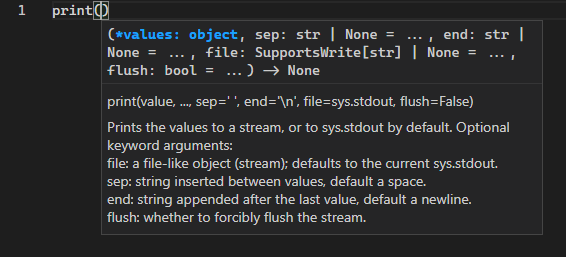 1 print()
(*values: object, sep: str | None = ..., end: str |
None = ..., file: SupportsWrite[str] | None = ...,
flush: bool = ...) -> None
print(value, ..., sep=' ', end='\n', file=sys.stdout, flush=False)
Prints the values to a stream, or to sys.stdout by default. Optional
keyword arguments:
file: a file-like object (stream); defaults to the current sys.stdout.
sep: string inserted between values, default a space.
end: string appended after the last value, default a newline.
flush: whether to forcibly flush the stream.